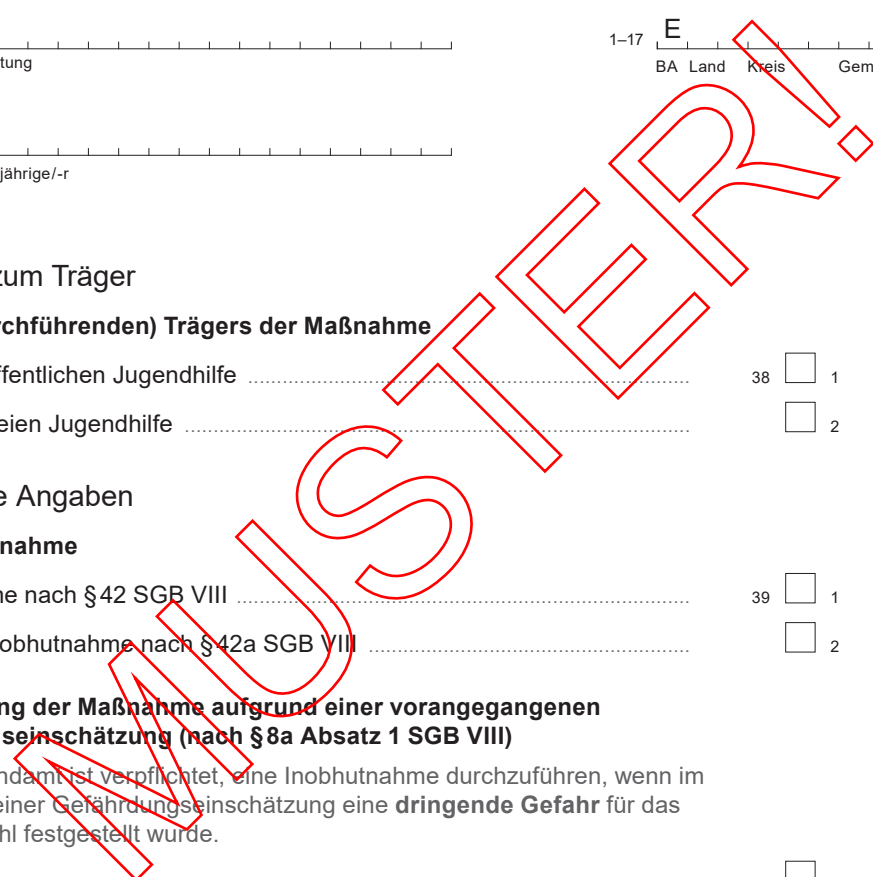 1–17 E
tung
BA Land Kreis Gem
jährige/-r
zum Träger
rchführenden) Trägers der Maßnahme
ffentlichen Jugendhilfe 38 1
eien Jugendhilfe 2
e Angaben
nahme
ne nach § 42 SGB VIII 39 1
obhutnahme nach § 42a SGB VIII 2
ng der Maßnahme aufgrund einer vorangegangenen
seinschätzung (nach § 8a Absatz 1 SGB VIII)
ndamt ist verpflichtet, eine Inobhutnahme durchzuführen, wenn im
einer Gefährdungseinschätzung eine dringende Gefahr für das
hl festgestellt wurde.
MUSTER!